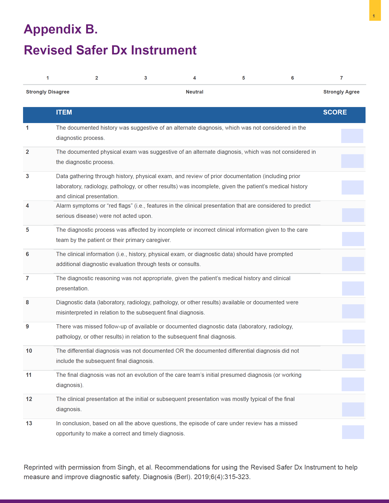 1
Appendix B.
Revised Safer Dx Instrument
1 2 3 4 5 6 7
Strongly Disagree Neutral Strongly Agree
ITEM SCORE
1 The documented history was suggestive of an alternate diagnosis, which was not considered in the
diagnostic process.
2 The documented physical exam was suggestive of an alternate diagnosis, which was not considered in
the diagnostic process.
3 Data gathering through history, physical exam, and review of prior documentation (including prior
laboratory, radiology, pathology, or other results) was incomplete, given the patient's medical history
and clinical presentation.
4 Alarm symptoms or “red flags” (i.e., features in the clinical presentation that are considered to predict
serious disease) were not acted upon.
5 The diagnostic process was affected by incomplete or incorrect clinical information given to the care
team by the patient or their primary caregiver.
6 The clinical information (i.e., history, physical exam, or diagnostic data) should have prompted
additional diagnostic evaluation through tests or consults.
7 The diagnostic reasoning was not appropriate, given the patient's medical history and clinical
presentation.
8 Diagnostic data (laboratory, radiology, pathology, or other results) available or documented were
misinterpreted in relation to the subsequent final diagnosis.
9 There was missed follow-up of available or documented diagnostic data (laboratory, radiology,
pathology, or other results) in relation to the subsequent final diagnosis.
10 The differential diagnosis was not documented OR the documented differential diagnosis did not
include the subsequent final diagnosis.
11 The final diagnosis was not an evolution of the care team's initial presumed diagnosis (or working
diagnosis).
12 The clinical presentation at the initial or subsequent presentation was mostly typical of the final
diagnosis.
13 In conclusion, based on all the above questions, the episode of care under review has a missed
opportunity to make a correct and timely diagnosis.
Reprinted with permission from Singh, et al. Recommendations for using the Revised Safer Dx Instrument to help
measure and improve diagnostic safety. Diagnosis (Berl). 2019;6(4):315-323.